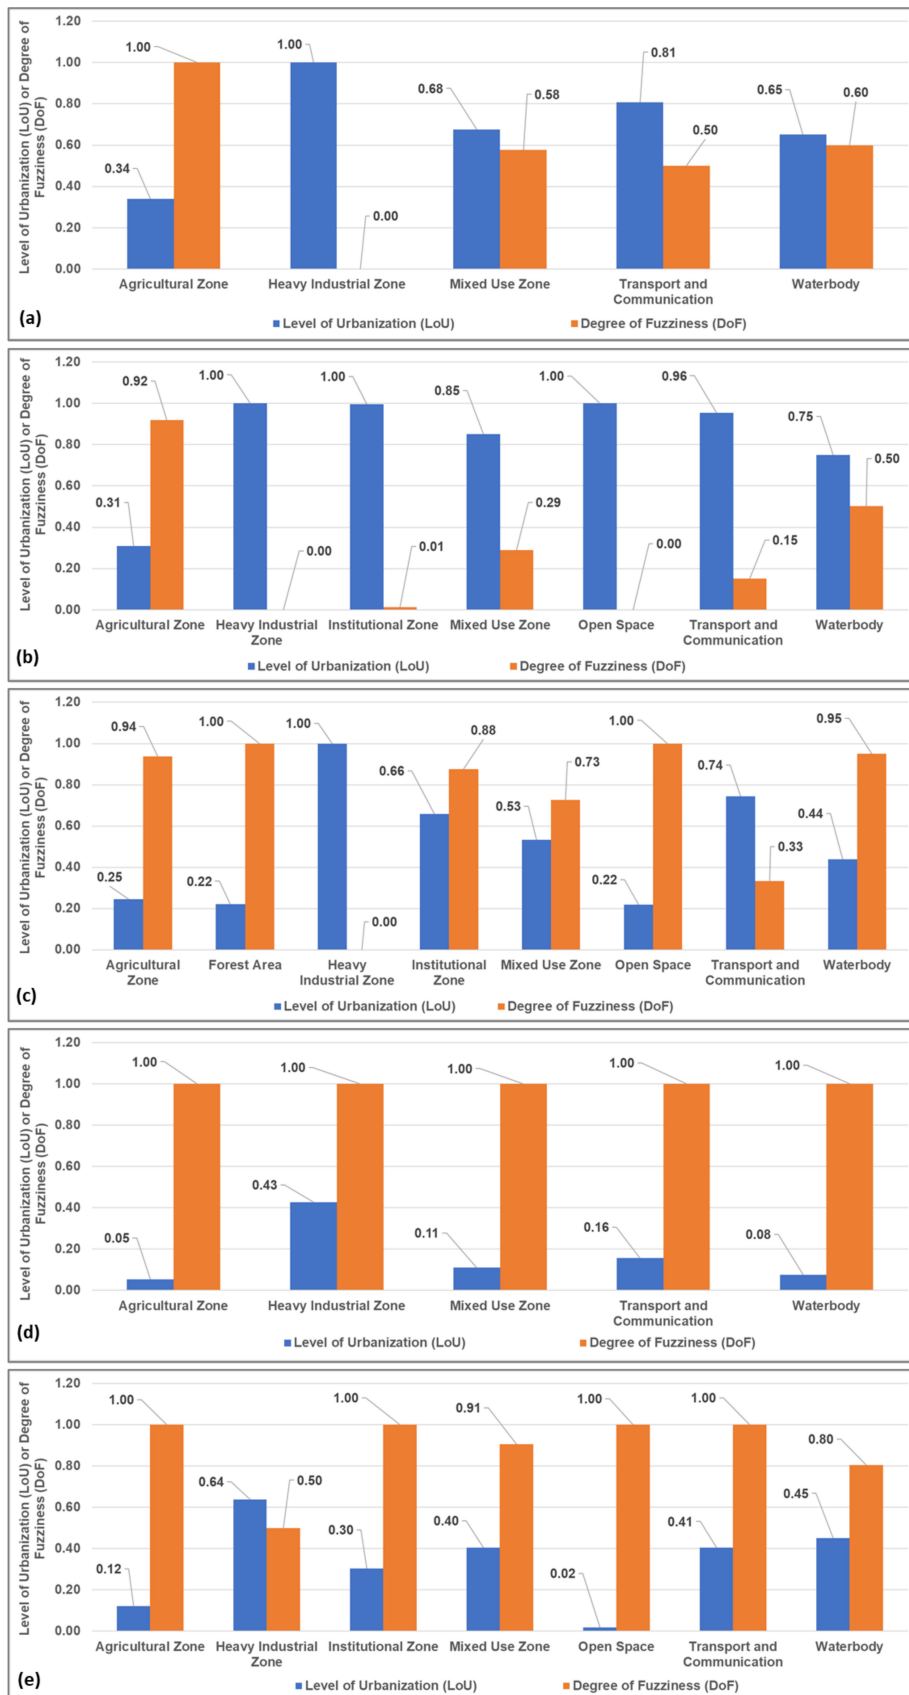 Level of Urbanization (LoU) or Degree of
Fuzziness (DoF)
1.20
1.00
0.80
0.60
0.40
0.20
0.00
0.34
1.00
1.00
0.00
0.68
0.58
0.81
0.50
0.65
0.60
Agricultural Zone
Heavy Industrial Zone
Mixed Use Zone
Transport and
Communication
Waterbody
(a)
Level of Urbanization (LoU)
Degree of Fuzziness (DoF)
Level of Urbanization (LoU) or Degree of
Fuzziness (DoF)
1.20
1.00
0.80
0.60
0.40
0.20
0.00
0.31
0.92
1.00
0.00
1.00
0.01
0.85
0.29
1.00
0.00
0.96
0.15
0.75
0.50
Agricultural Zone
Heavy Industrial
Zone
Institutional Zone
Mixed Use Zone
Open Space
Transport and
Communication
Waterbody
(b)
Level of Urbanization (LoU)
Degree of Fuzziness (DoF)
Level of Urbanization (LoU) or Degree of
Fuzziness (DoF)
1.20
1.00
0.80
0.60
0.40
0.20
0.00
0.25
0.94
0.22
1.00
1.00
0.00
0.66
0.88
0.53
0.73
0.22
1.00
0.74
0.33
0.44
0.95
Agricultural
Zone
Forest Area
Heavy
Industrial Zone
Institutional
Zone
Mixed Use Zone
Open Space
Transport and
Communication
Waterbody
(c)
Level of Urbanization (LoU)
Degree of Fuzziness (DoF)
Level of Urbanization (LoU) or Degree of
Fuzziness (DoF)
1.20
1.00
0.80
0.60
0.40
0.20
0.00
0.05
1.00
0.43
1.00
0.11
1.00
0.16
1.00
0.08
1.00
Agricultural Zone
Heavy Industrial Zone
Mixed Use Zone
Transport and
Communication
Waterbody
(d)
Level of Urbanization (LoU)
Degree of Fuzziness (DoF)
Level of Urbanization (LoU) or Degree of
Fuzziness (DoF)
1.20
1.00
0.80
0.60
0.40
0.20
0.00
0.12
1.00
0.64
0.50
0.30
1.00
0.40
0.91
0.02
1.00
0.41
1.00
0.45
0.80
Agricultural Zone
Heavy Industrial
Zone
Institutional Zone
Mixed Use Zone
Open Space
Transport and
Communication
Waterbody
(e)
Level of Urbanization (LoU)
Degree of Fuzziness (DoF)